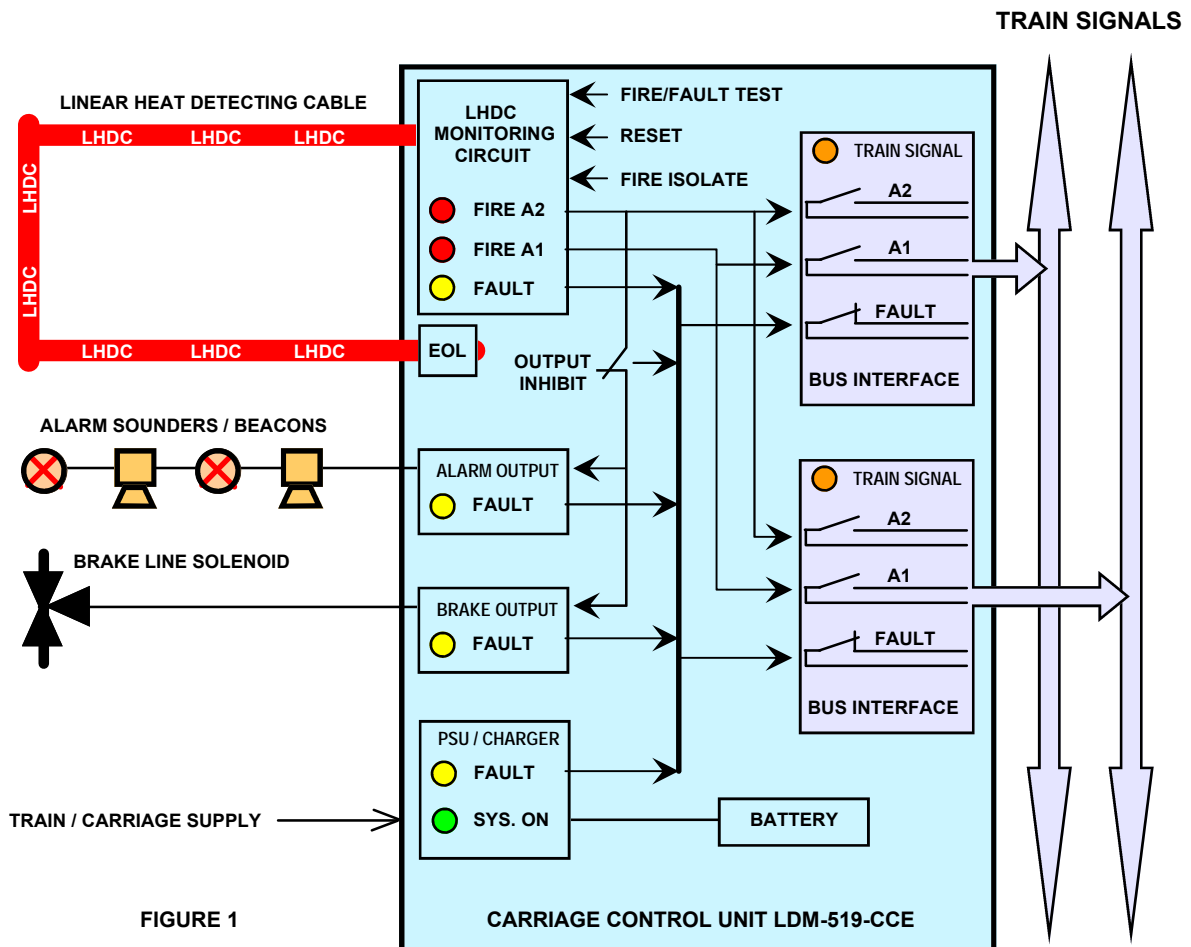 TRAIN SIGNALS
LINEAR HEAT DETECTING CABLE
LHDC LHDC LHDC
LHDC
LHDC
LHDC LHDC LHDC
LHDC
MONITORING
CIRCUIT
FIRE A2
FIRE A1
FAULT
EOL
FIRE/FAULT TEST
RESET
FIRE ISOLATE
OUTPUT
INHIBIT
TRAIN SIGNAL
A2
A1
FAULT
BUS INTERFACE
ALARM SOUNDERS / BEACONS
ALARM OUTPUT
FAULT
BRAKE LINE SOLENOID
BRAKE OUTPUT
FAULT
TRAIN SIGNAL
A2
A1
FAULT
BUS INTERFACE
PSU / CHARGER
FAULT
SYS. ON
TRAIN / CARRIAGE SUPPLY
BATTERY
FIGURE 1
CARRIAGE CONTROL UNIT LDM-519-CCE